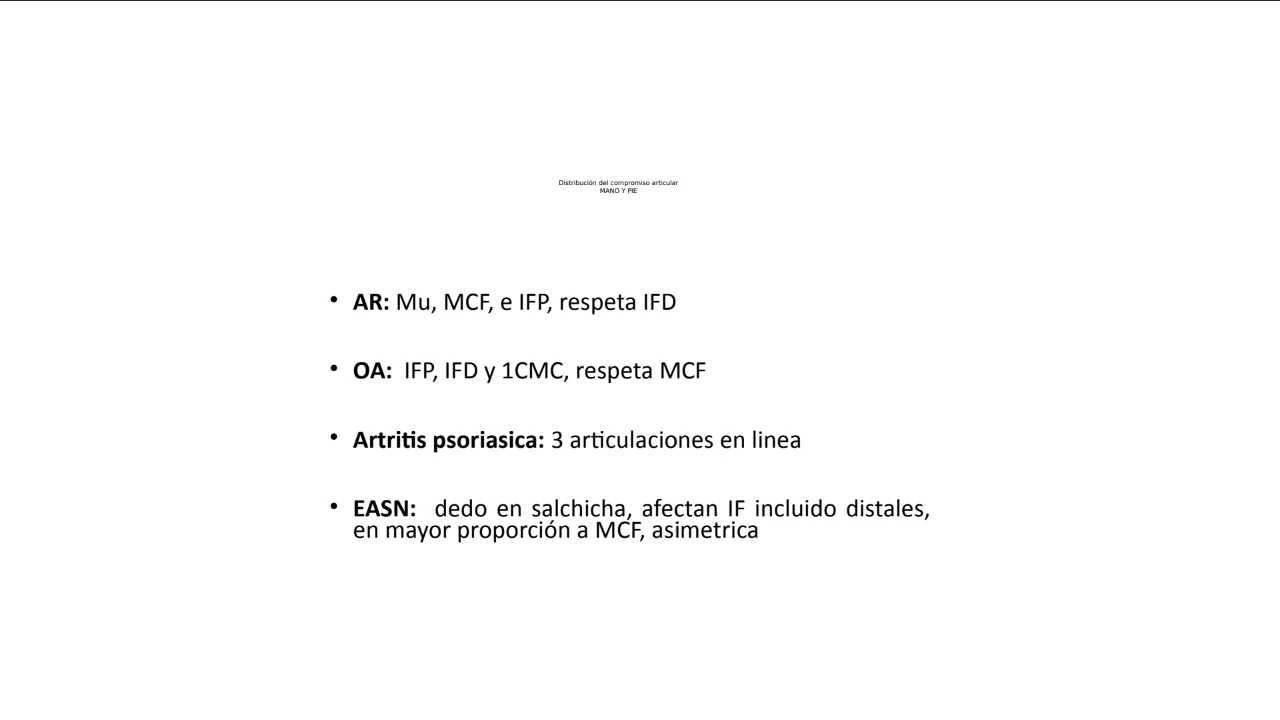 Distribución del compromiso articular
MANO Y PIE
• AR: Mu, MCF, e IFP, respeta IFD
• OA: IFP, IFD y 1CMC, respeta MCF
• Artritis psoriasica: 3 articulaciones en linea
• EASN: dedo en salchicha, afectan IF incluido distales,
en mayor proporción a MCF, asimetrica